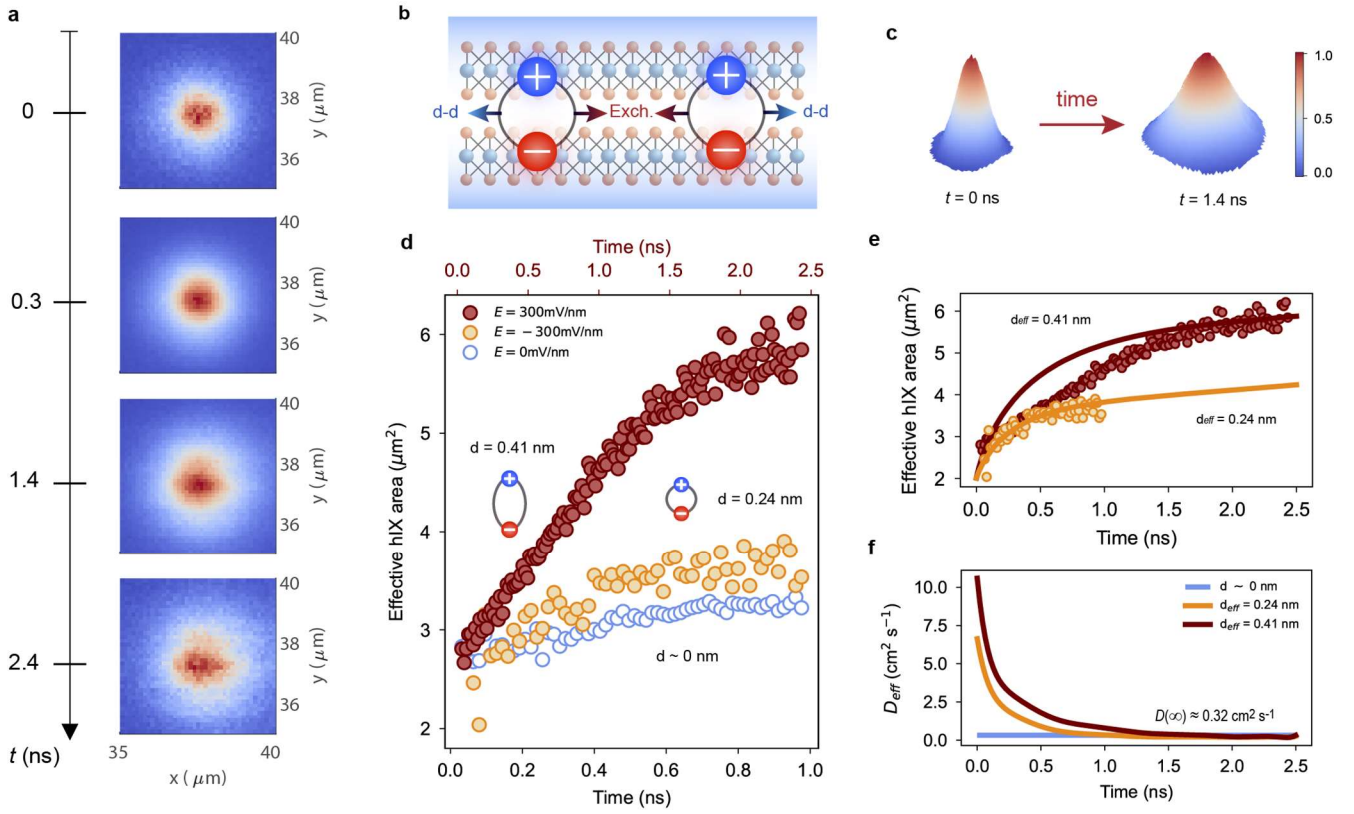 a
0
0.3
1.4
2.4
t (ns)
40
38
36
y ( μm)
40
38
36
y ( μm)
40
38
36
y ( μm)
40
38
36
y ( μm)
35
40
x ( μm)
b
+
+
d-d
Exch.
d-d
−
−
c
time
t = 0 ns
t = 1.4 ns
1.0
0.5
0.0
d
Time (ns)
0.0 0.5 1.0 1.5 2.0 2.5
E = 300mV/nm
E = − 300mV/nm
E = 0mV/nm
Effective hIX area (μm²)
6
5
4
3
2
d = 0.41 nm
+
−
+
−
d = 0.24 nm
d ~ 0 nm
0.0 0.2 0.4 0.6 0.8 1.0
Time (ns)
e
Effective hIX area (μm²)
6
5
4
3
2
deff = 0.41 nm
deff = 0.24 nm
0.0 0.5 1.0 1.5 2.0 2.5
Time (ns)
f
Deff (cm² s⁻¹)
10.0
7.5
5.0
2.5
0.0
d ~ 0 nm
deff = 0.24 nm
deff = 0.41 nm
D(∞) ≈ 0.32 cm² s⁻¹
0.0 0.5 1.0 1.5 2.0 2.5
Time (ns)